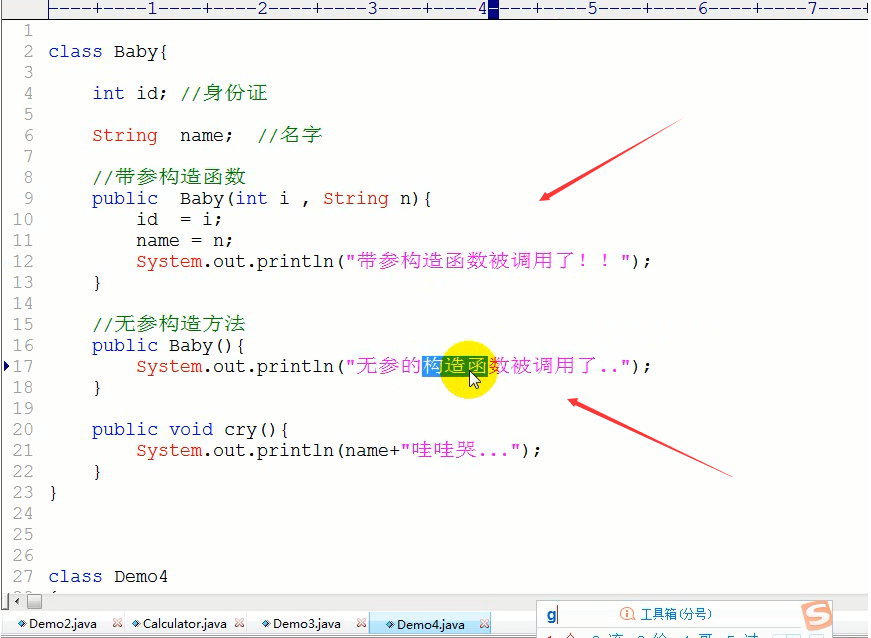 ----+----1----+----2----+----3----+----4----+----5----+----6----+----7----+
1
2 class Baby{
3
4 int id; //身份证
5
6 String name; //名字
7
8 //带参构造函数
9 public Baby(int i , String n){
10 id = i;
11 name = n;
12 System.out.println("带参构造函数被调用了！！");
13 }
14
15 //无参构造方法
16 public Baby(){
17 System.out.println("无参的构造函数被调用了..");
18 }
19
20 public void cry(){
21 System.out.println(name+"哇哇哭...");
22 }
23 }
24
25
26
27 class Demo4
Demo2.java Calculator.java Demo3.java Demo4.java
g 工具箱(分号)